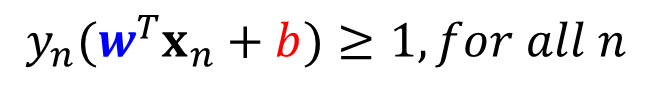 yₙ(𝒘ᵀ𝐱ₙ + b) ≥ 1, for all n